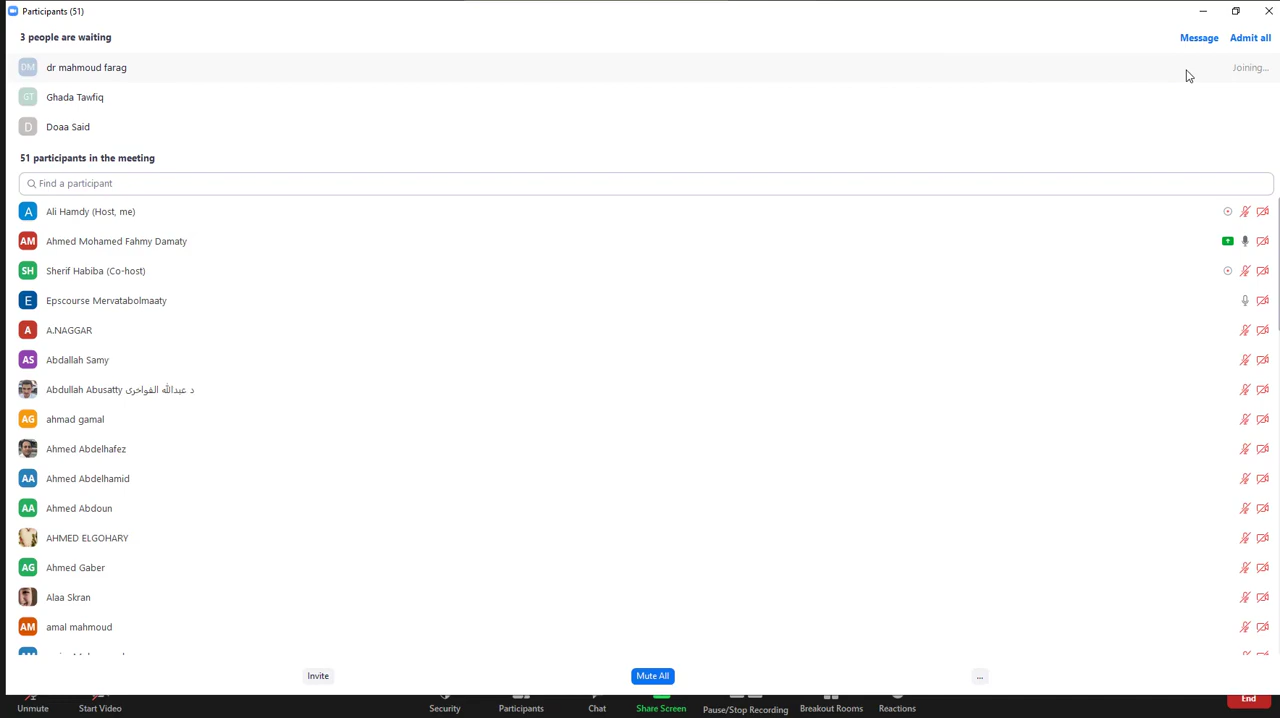 Participants (51)
3 people are waiting
Message Admit all
DM dr mahmoud farag Joining...
GT Ghada Tawfiq
D Doaa Said
51 participants in the meeting
Find a participant
A Ali Hamdy (Host, me)
AM Ahmed Mohamed Fahmy Damaty
SH Sherif Habiba (Co-host)
E Epscourse Mervatabolmaaty
A A.NAGGAR
AS Abdallah Samy
Abdullah Abusatty د عبدالله الفواخرى
AG ahmad gamal
Ahmed Abdelhafez
AA Ahmed Abdelhamid
AA Ahmed Abdoun
AHMED ELGOHARY
AG Ahmed Gaber
Alaa Skran
AM amal mahmoud
Invite Mute All ...
Unmute Start Video Security Participants Chat Share Screen Pause/Stop Recording Breakout Rooms Reactions End